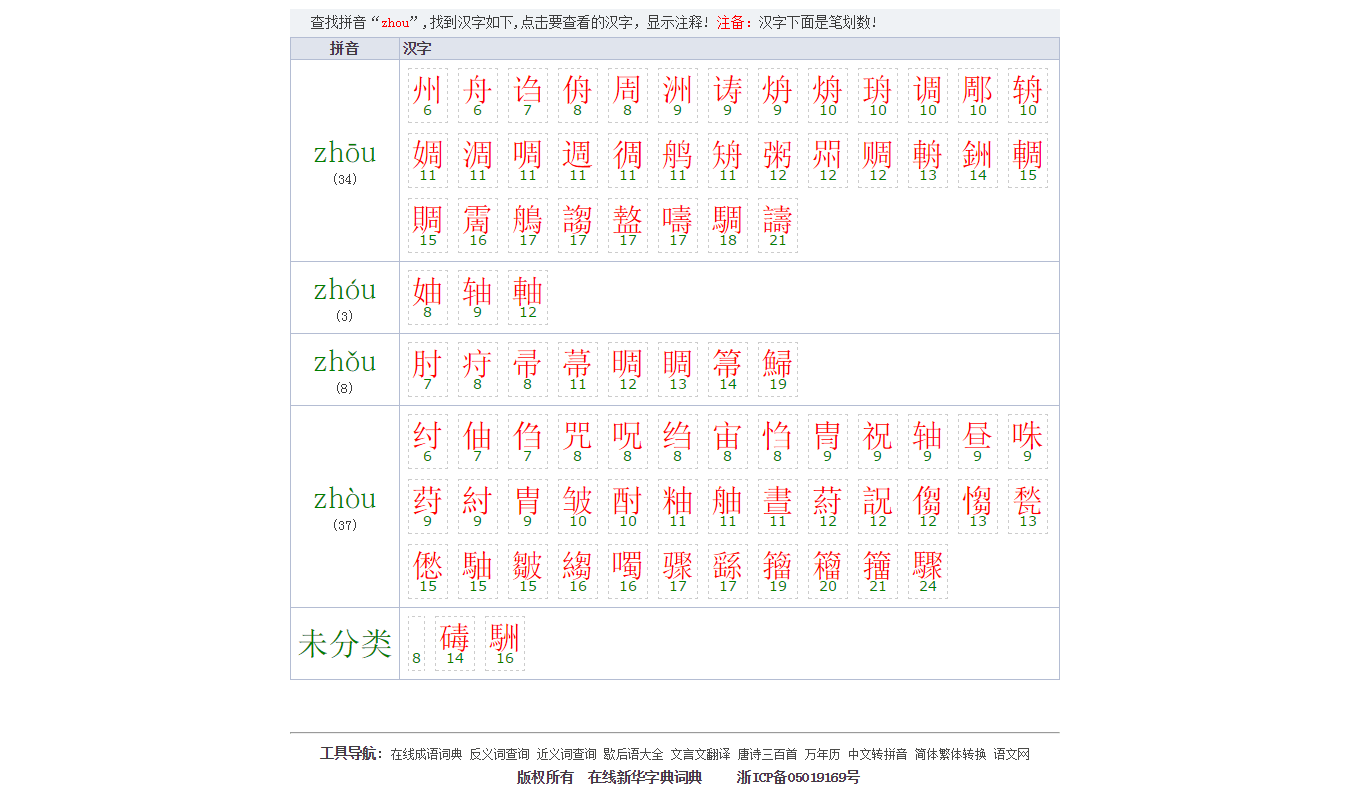 查找拼音“zhou”,找到汉字如下,点击要查看的汉字，显示注释! 注备：汉字下面是笔划数!
拼音 汉字
zhōu
(34)
州 舟 诌 侜 周 洲 诪 炿 烐 珘 诪 郮 辀
6 6 7 8 8 9 9 9 10 10 10 10 10
婤 淍 啁 週 徟 鸼 矪 粥 喌 赒 輈 銂 輖
11 11 11 11 11 11 11 12 12 12 13 14 15
賙 霌 鵃 謅 盩 嚋 騆 譸
15 16 17 17 17 17 18 21
zhóu
(3)
妯 轴 軸
8 9 12
zhǒu
(8)
肘 疛 帚 菷 晭 睭 箒 鯞
7 8 8 11 12 13 14 19
zhòu
(37)
纣 伷 㑇 咒 呪 绉 宙 㤘 冑 祝 轴 昼 咮
6 7 7 8 8 8 8 8 9 9 9 9 9
荮 紂 胄 皱 酎 粙 舳 晝 葤 詋 僽 㥮 甃
9 9 9 10 10 11 11 11 12 12 12 13 13
僽 駎 皺 縐 噣 骤 繇 籀 籕 籒 驟
15 15 15 16 16 17 17 19 20 21 24
未分类
8 14 16
碡 駲
工具导航： 在线成语词典 反义词查询 近义词查询 歇后语大全 文言文翻译 唐诗三百首 万年历 中文转拼音 简体繁体转换 语文网
版权所有 在线新华字典词典 浙ICP备05019169号